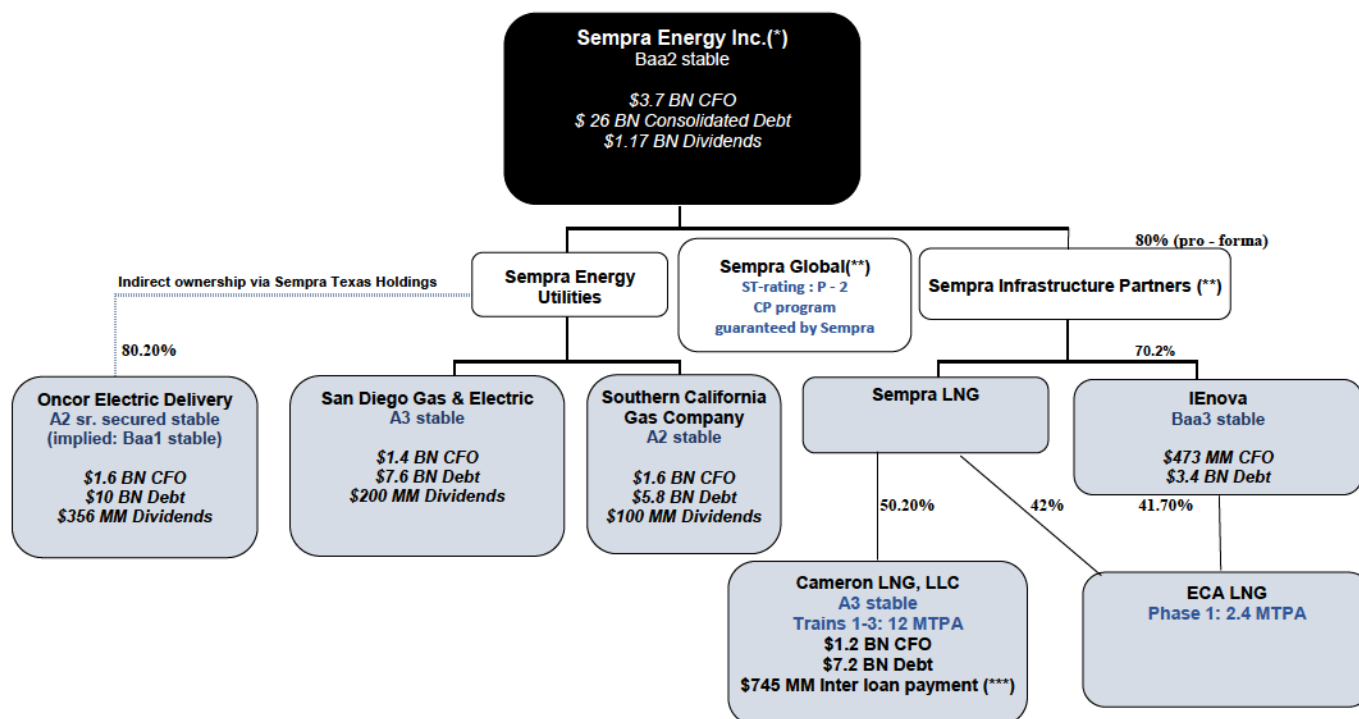 Sempra Energy Inc.(*)
Baa2 stable
$3.7 BN CFO
$ 26 BN Consolidated Debt
$1.17 BN Dividends
80% (pro - forma)
Indirect ownership via Sempra Texas Holdings
Sempra Energy
Utilities
Sempra Global(**)
ST-rating : P - 2
CP program
guaranteed by Sempra
Sempra Infrastructure Partners (**)
80.20%
70.2%
Oncor Electric Delivery
A2 sr. secured stable
(implied: Baa1 stable)
$1.6 BN CFO
$10 BN Debt
$356 MM Dividends
San Diego Gas & Electric
A3 stable
$1.4 BN CFO
$7.6 BN Debt
$200 MM Dividends
Southern California
Gas Company
A2 stable
$1.6 BN CFO
$5.8 BN Debt
$100 MM Dividends
Sempra LNG
IEnova
Baa3 stable
$473 MM CFO
$3.4 BN Debt
50.20%
42%
41.70%
Cameron LNG, LLC
A3 stable
Trains 1-3: 12 MTPA
$1.2 BN CFO
$7.2 BN Debt
$745 MM Inter loan payment (***)
ECA LNG
Phase 1: 2.4 MTPA